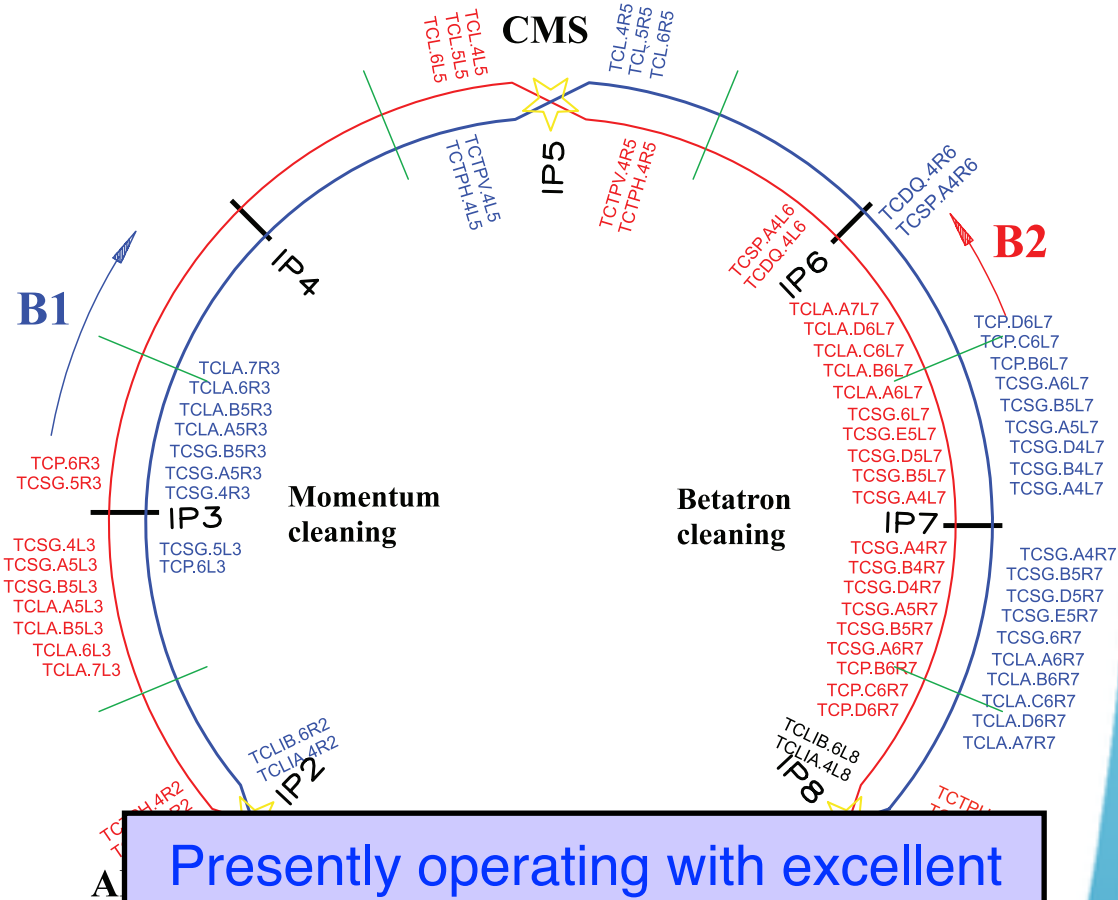 CMS
TCL.4L5
TCL.5L5
TCL.6L5
TCL.4R5
TCL.5R5
TCL.6R5
IP5
TCTPV.4L5
TCTPH.4L5
TCTPV.4R5
TCTPH.4R5
TCDQ.4R6
TCSP.A4R6
TCSP.A4L6
TCDQ.4L6
IP6
IP4
B1
B2
TCLA.7R3
TCLA.6R3
TCLA.B5R3
TCLA.A5R3
TCSG.B5R3
TCSG.A5R3
TCSG.4R3
TCP.6R3
TCSG.5R3
IP3
Momentum
cleaning
TCSG.5L3
TCP.6L3
TCSG.4L3
TCSG.A5L3
TCSG.B5L3
TCLA.A5L3
TCLA.B5L3
TCLA.6L3
TCLA.7L3
TCLA.A7L7
TCLA.D6L7
TCLA.C6L7
TCLA.B6L7
TCLA.A6L7
TCSG.6L7
TCSG.E5L7
TCSG.D5L7
TCSG.B5L7
TCSG.A4L7
TCP.D6L7
TCP.C6L7
TCP.B6L7
TCSG.A6L7
TCSG.B5L7
TCSG.A5L7
TCSG.D4L7
TCSG.B4L7
TCSG.A4L7
Betatron
cleaning
IP7
TCSG.A4R7
TCSG.B4R7
TCSG.D4R7
TCSG.A5R7
TCSG.B5R7
TCSG.A6R7
TCP.B6R7
TCP.C6R7
TCP.D6R7
TCSG.A4R7
TCSG.B5R7
TCSG.D5R7
TCSG.E5R7
TCSG.6R7
TCLA.A6R7
TCLA.B6R7
TCLA.C6R7
TCLA.D6R7
TCLA.A7R7
TCLIB.6R2
TCLIA.4R2
IP2
TCLIB.6L8
TCLIA.4L8
IP8
Presently operating with excellent